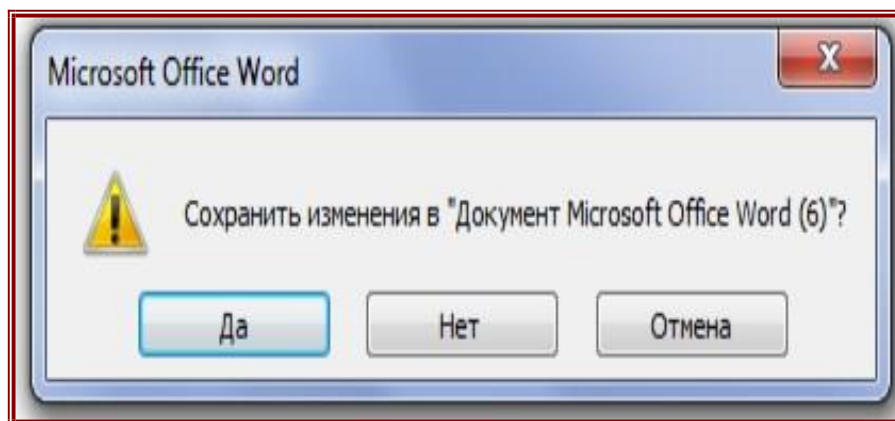 Microsoft Office Word
X
Сохранить изменения в "Документ Microsoft Office Word (6)"?
Да
Нет
Отмена